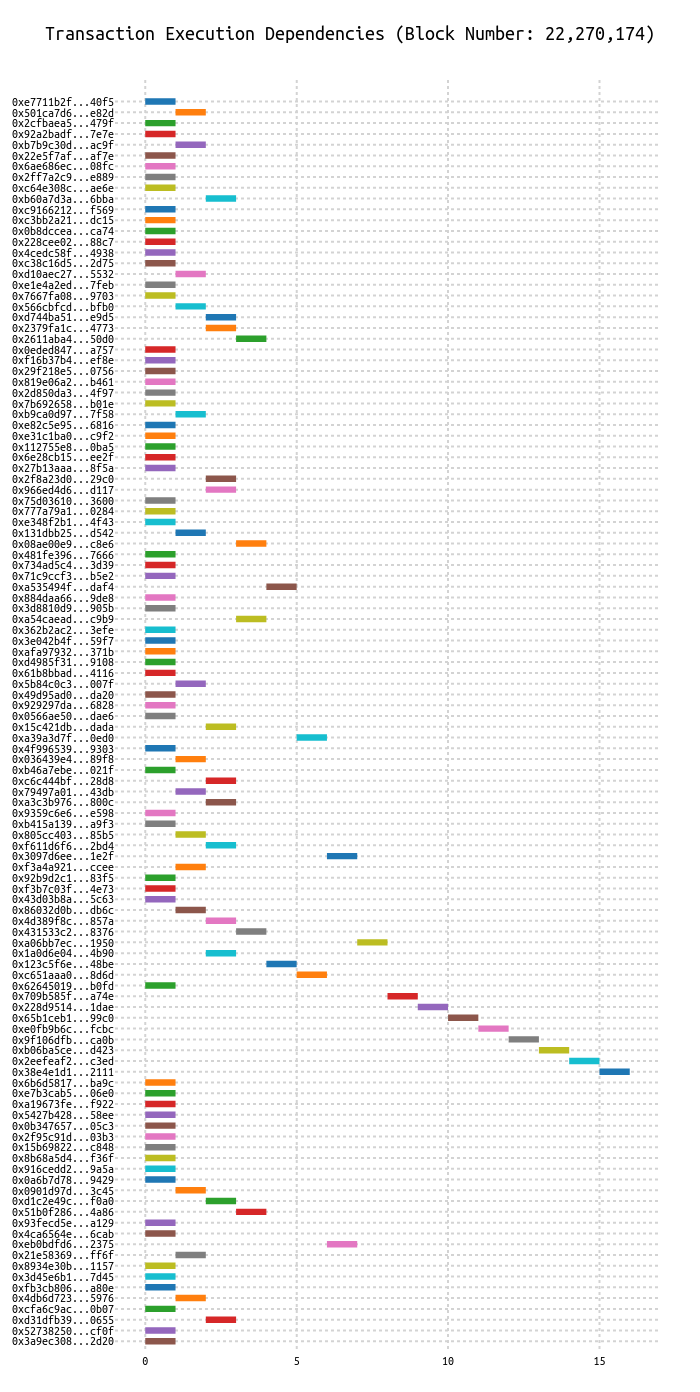 Transaction Execution Dependencies (Block Number: 22,270,174)
0xe7711b2f...40f5
0x501ca7d6...e82d
0x2cfbaea5...479f
0x92a2badf...7e7e
0xb7b9c30d...ac9f
0x22e5f7af...af7e
0x6ae686ec...08fc
0x2ff7a2c9...e889
0xc64e308c...ae6e
0xb60a7d3a...6bba
0xc9166212...f569
0xc3bb2a21...dc15
0x0b8dccea...ca74
0x228cee02...88c7
0x4cedc58f...4938
0xc38c16d5...2d75
0xd10aec27...5532
0xe1e4a2ed...7feb
0x7667fa08...9703
0x566cbfcd...bfb0
0xd744ba51...e9d5
0x2379fa1c...4773
0x2611aba4...50d0
0x0eded847...a757
0xf16b37b4...ef8e
0x29f218e5...0756
0x819e06a2...b461
0x2d850da3...4f97
0x7b692658...b01e
0xb9ca0d97...7f58
0xe82c5e95...6816
0xe31c1ba0...c9f2
0x112755e8...0ba5
0x6e28cb15...ee2f
0x27b13aaa...8f5a
0x2f8a23d0...29c0
0x966ed4d6...d117
0x75d03610...3600
0x777a79a1...0284
0xe348f2b1...4f43
0x131dbb25...d542
0x08ae00e9...c8e6
0x481fe396...7666
0x734ad5c4...3d39
0x71c9ccf3...b5e2
0xa535494f...daf4
0x884daa66...9de8
0x3d8810d9...905b
0xa54caead...c9b9
0x362b2ac2...3efe
0x3e042b4f...59f7
0xafa97932...371b
0xd4985f31...9108
0x61b8bbad...4116
0x5b84c0c3...007f
0x49d95ad0...da20
0x929297da...6828
0x0566ae50...dae6
0x15c421db...dada
0xa39a3d7f...0ed0
0x4f996539...9303
0x036439e4...89f8
0xb46a7ebe...021f
0xc6c444bf...28d8
0x79497a01...43db
0xa3c3b976...800c
0x9359c6e6...e598
0xb415a139...a9f3
0x805cc403...85b5
0xf611d6f6...2bd4
0x3097d6ee...1e2f
0xf3a4a921...ccee
0x92b9d2c1...83f5
0xf3b7c03f...4e73
0x43d03b8a...5c63
0x86032d0b...db6c
0x4d389f8c...857a
0x431533c2...8376
0xa06bb7ec...1950
0x1a0d6e04...4b90
0x123c5f6e...48be
0xc651aaa0...8d6d
0x62645019...b0fd
0x709b585f...a74e
0x228d9514...1dae
0x65b1ceb1...99c0
0xe0fb9b6c...fcbc
0x9f106dfb...ca0b
0xb06ba5ce...d423
0x2eefeaf2...c3ed
0x38e4e1d1...2111
0x6b6d5817...ba9c
0xe7b3cab5...06e0
0xa19673fe...f922
0x5427b428...58ee
0x0b347657...05c3
0x2f95c91d...03b3
0x15b69822...c848
0x8b68a5d4...f36f
0x916cedd2...9a5a
0x0a6b7d78...9429
0x0901d97d...3c45
0xd1c2e49c...f0a0
0x51b0f286...4a86
0x93fecd5e...a129
0x4ca6564e...6cab
0xeb0bdfd6...2375
0x21e58369...ff6f
0x8934e30b...1157
0x3d45e6b1...7d45
0xfb3cb806...a80e
0x4db6d723...5976
0xcfa6c9ac...0b07
0xd31dfb39...0655
0x52738250...cf0f
0x3a9ec308...2d20
0 5 10 15